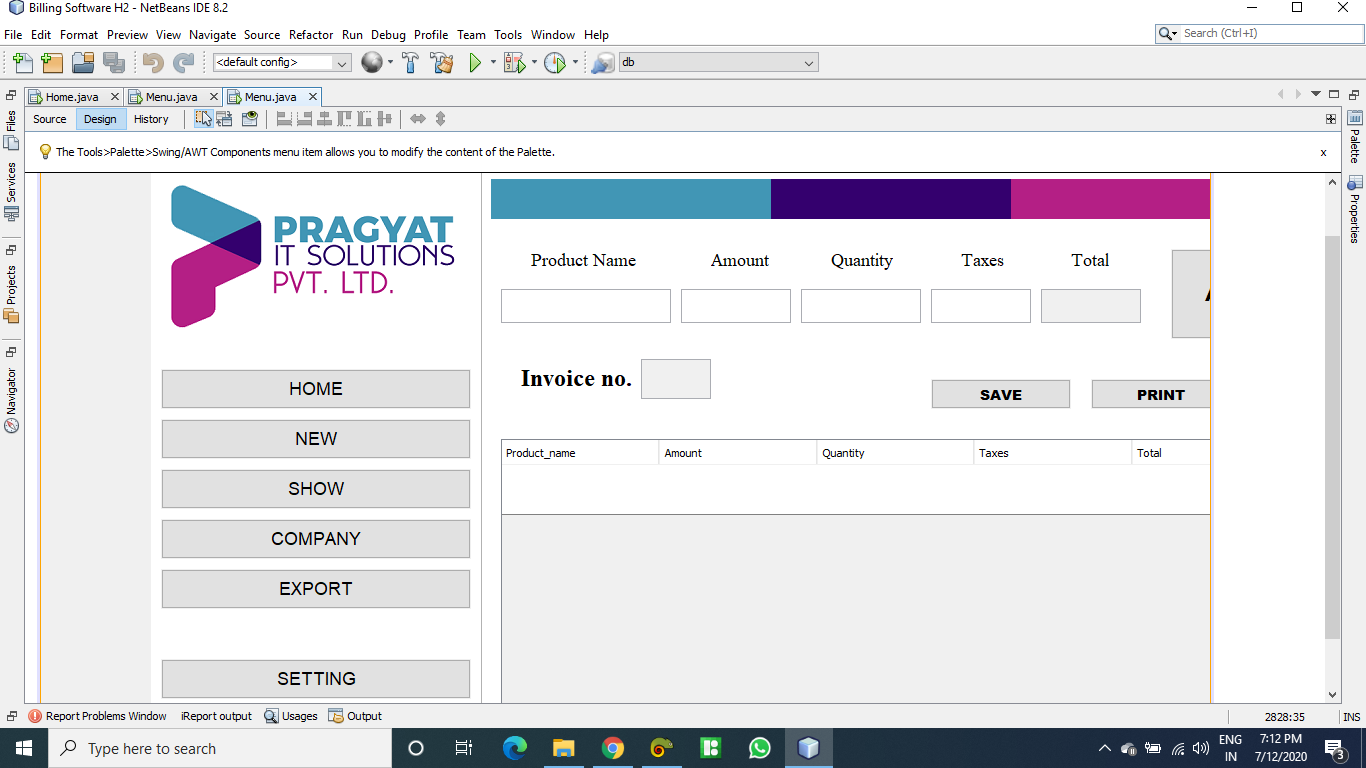 Billing Software H2 - NetBeans IDE 8.2
File Edit Format Preview View Navigate Source Refactor Run Debug Profile Team Tools Window Help
Search (Ctrl+I)
<default config>
db
Home.java
Menu.java
Menu.java
Source Design History
The Tools>Palette>Swing/AWT Components menu item allows you to modify the content of the Palette.
x
Files
Services
Projects
Navigator
Palette
Properties
PRAGYAT
IT SOLUTIONS
PVT. LTD.
HOME
NEW
SHOW
COMPANY
EXPORT
SETTING
Product Name Amount Quantity Taxes Total
Invoice no.
SAVE PRINT
Product_name Amount Quantity Taxes Total
Report Problems Window iReport output Usages Output
2828:35 INS
Type here to search
ENG
IN
7:12 PM
7/12/2020
3